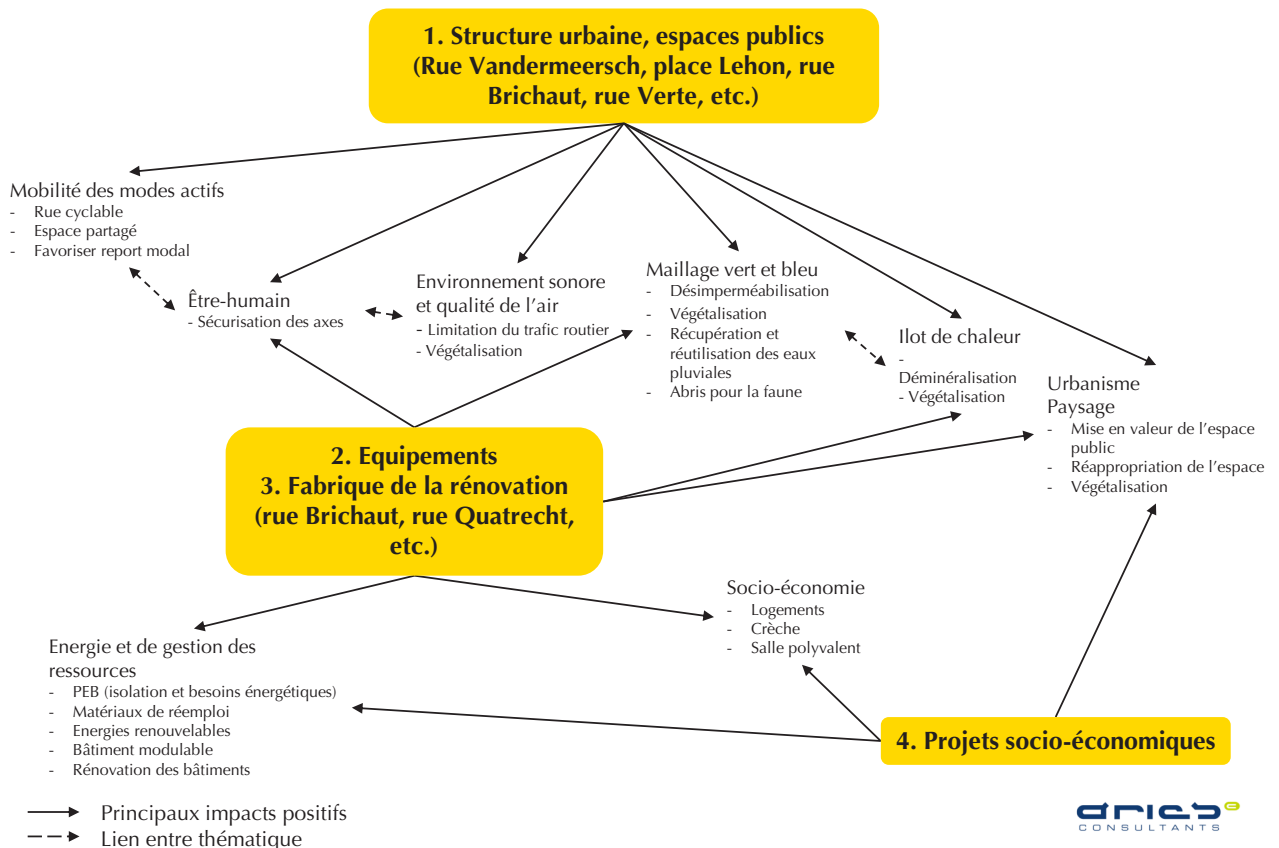 1. Structure urbaine, espaces publics
(Rue Vandermeersch, place Lehon, rue
Brichaut, rue Verte, etc.)
Mobilité des modes actifs
- Rue cyclable
- Espace partagé
- Favoriser report modal
Être-humain
- Sécurisation des axes
Environnement sonore
et qualité de l'air
- Limitation du trafic routier
- Végétalisation
Maillage vert et bleu
- Désimperméabilisation
- Végétalisation
- Récupération et
réutilisation des eaux
pluviales
- Abris pour la faune
Ilot de chaleur
-
Déminéralisation
- Végétalisation
Urbanisme
Paysage
- Mise en valeur de l'espace
public
- Réappropriation de l'espace
- Végétalisation
2. Equipements
3. Fabrique de la rénovation
(rue Brichaut, rue Quatrecht,
etc.)
Socio-économie
- Logements
- Crèche
- Salle polyvalent
Energie et de gestion des
ressources
- PEB (isolation et besoins énergétiques)
- Matériaux de réemploi
- Energies renouvelables
- Bâtiment modulable
- Rénovation des bâtiments
4. Projets socio-économiques
Principaux impacts positifs
Lien entre thématique
aries
CONSULTANTS